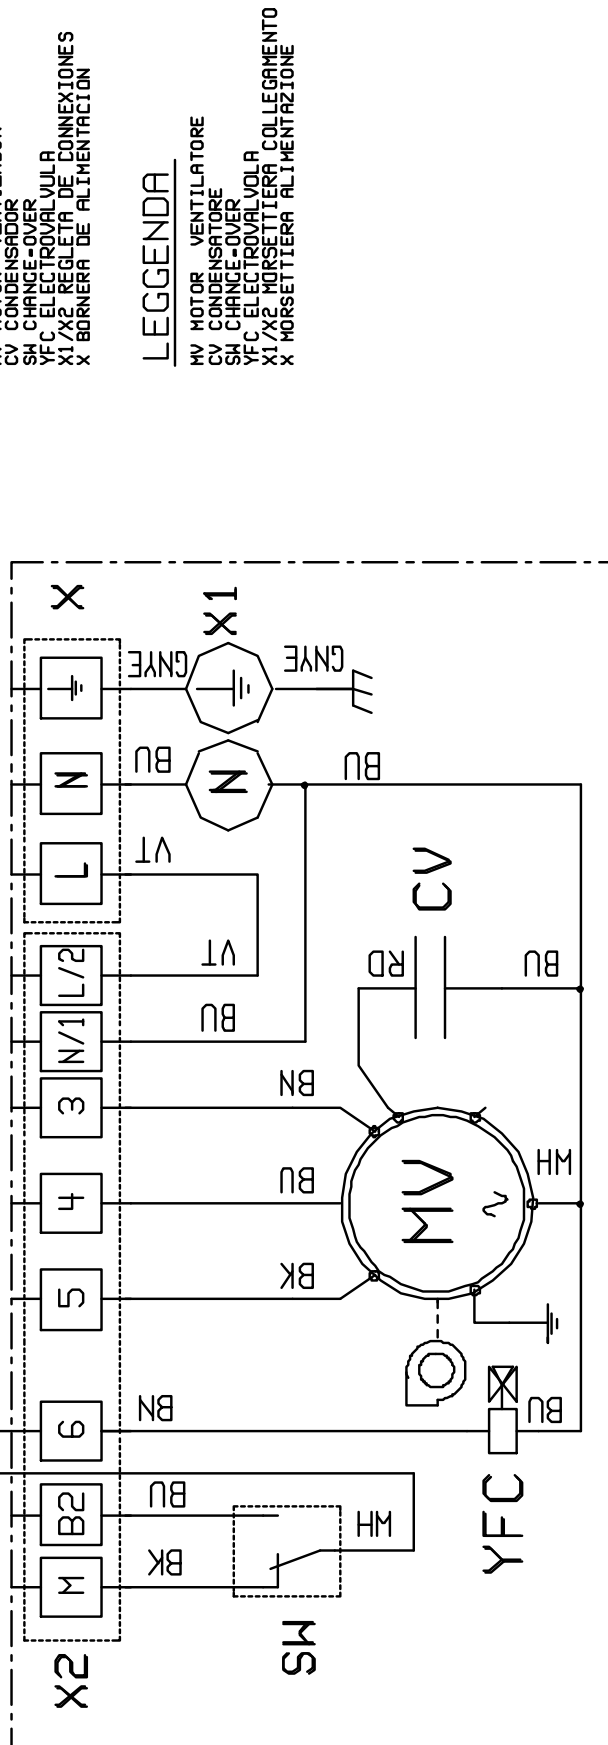 CV CONDENSADOR
SW CHANGE-OVER
YFC ELECTROVALVULA
X1/X2 REGLETA DE CONNEXIONES
X BORNERA DE ALIMENTACION
LEGGENDA
MV MOTOR VENTILATORE
CV CONDENSATORE
SW CHANGE-OVER
YFC ELECTROVALVOLA
X1/X2 MORSETTIERA COLLEGAMENTO
X MORSETTIERA ALIMENTAZIONE
X2
M
B2
6
5
4
3
N/1
L/2
L
N
X
BK
BU
BN
VT
BU
GNYE
BU
VT
N
X1
SW
BK
BU
BN
GNYE
WH
RD
BU
MV
CV
~
YFC
BU
WH
BU